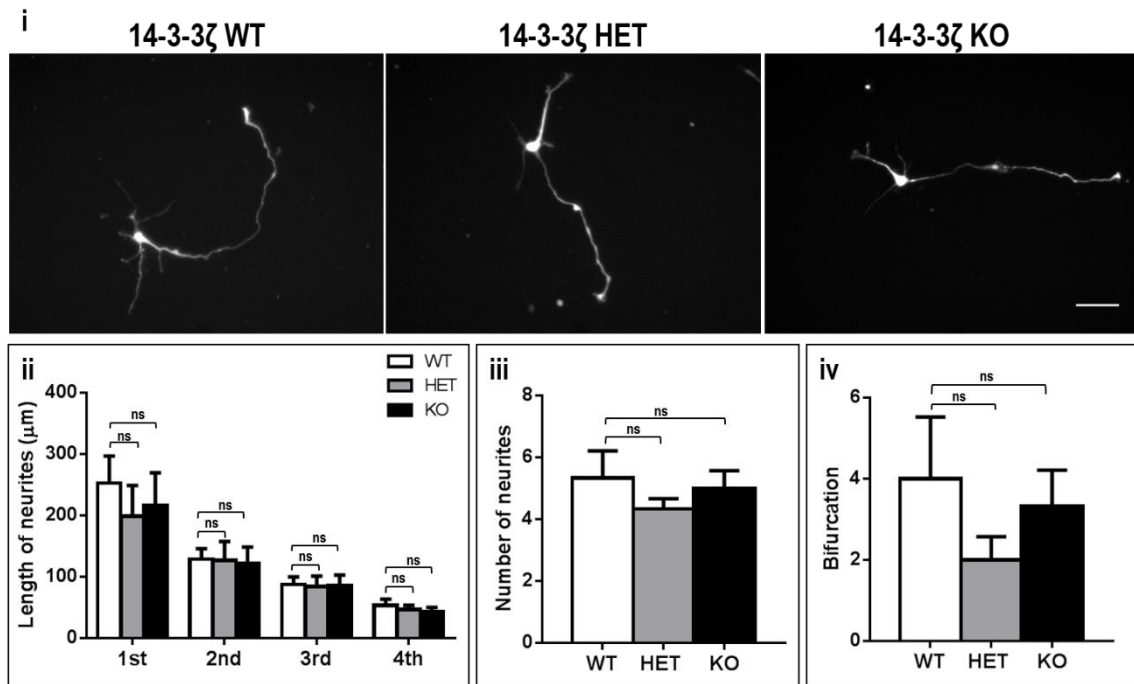 i
14-3-3ζ WT
14-3-3ζ HET
14-3-3ζ KO
ii
WT
HET
KO
Length of neurites (μm)
400
300
200
100
0
ns
ns
ns
ns
ns
ns
ns
ns
1st
2nd
3rd
4th
iii
Number of neurites
10
8
6
4
2
0
ns
ns
WT
HET
KO
iv
Bifurcation
6
4
2
0
ns
ns
WT
HET
KO